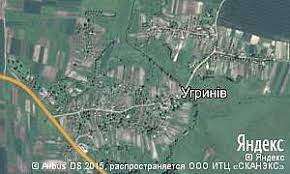 Угринів
Яндекс
© Яндекс
© Airbus DS 2015, распространяется ООО ИТЦ «СКАНЭКС»